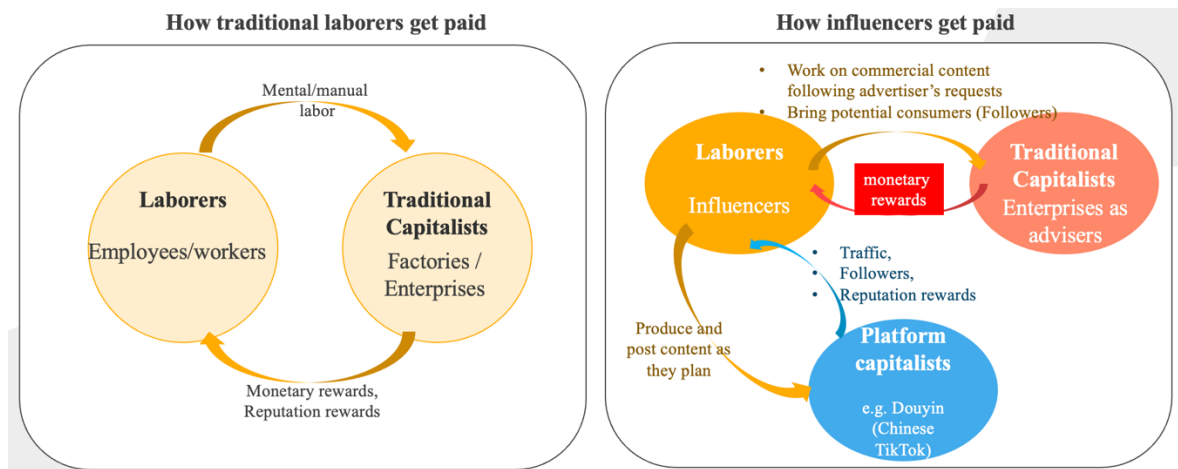 How traditional laborers get paid
Mental/manual
labor
Laborers
Employees/workers
Traditional
Capitalists
Factories /
Enterprises
Monetary rewards,
Reputation rewards
How influencers get paid
• Work on commercial content
following advertiser's requests
• Bring potential consumers (Followers)
Laborers
Influencers
monetary
rewards
Traditional
Capitalists
Enterprises as
advisers
• Traffic,
• Followers,
• Reputation rewards
Produce and
post content as
they plan
Platform
capitalists
e.g. Douyin
(Chinese
TikTok)